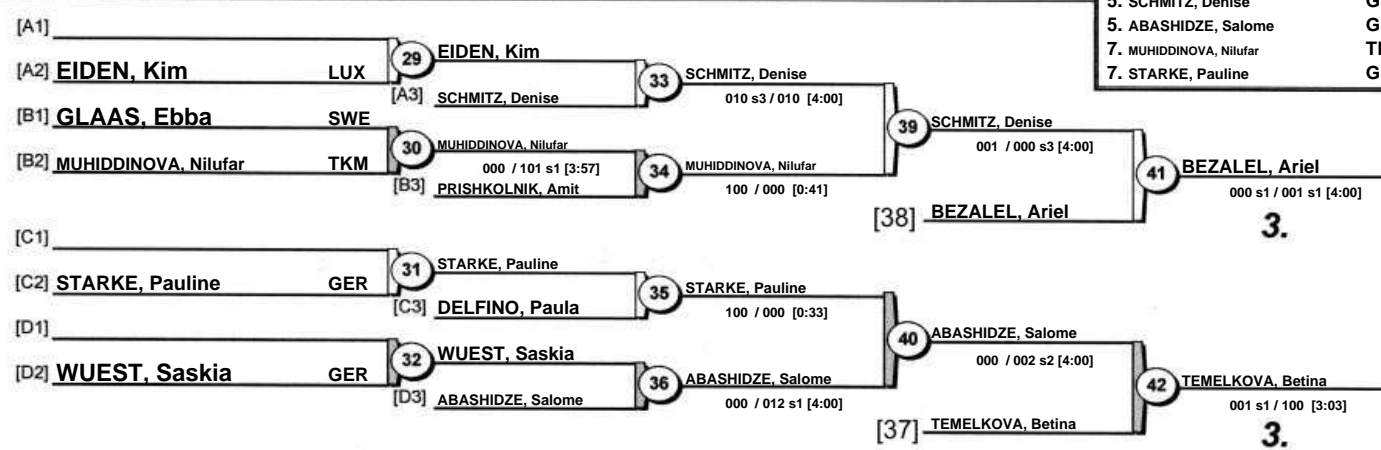 5. SCHMITZ, Denise G
5. ABASHIDZE, Salome G
7. MUHIDDINOVA, Nilufar
7. STARKE, Pauline G
[A1]
[A2] EIDEN, Kim LUX
29
EIDEN, Kim
[A3] SCHMITZ, Denise
33
SCHMITZ, Denise
010 s3 / 010 [4:00]
[B1] GLAAS, Ebba SWE
[B2] MUHIDDINOVA, Nilufar TKM
30
MUHIDDINOVA, Nilufar
000 / 101 s1 [3:57]
[B3] PRISHKOLNIK, Amit
34
MUHIDDINOVA, Nilufar
100 / 000 [0:41]
39
SCHMITZ, Denise
001 / 000 s3 [4:00]
[38] BEZALEL, Ariel
41
BEZALEL, Ariel
000 s1 / 001 s1 [4:00]
3.
[C1]
[C2] STARKE, Pauline GER
31
STARKE, Pauline
[C3] DELFINO, Paula
35
STARKE, Pauline
100 / 000 [0:33]
[D1]
[D2] WUEST, Saskia GER
32
WUEST, Saskia
[D3] ABASHIDZE, Salome
36
ABASHIDZE, Salome
000 / 012 s1 [4:00]
40
ABASHIDZE, Salome
000 / 002 s2 [4:00]
[37] TEMELKOVA, Betina
42
TEMELKOVA, Betina
001 s1 / 100 [3:03]
3.